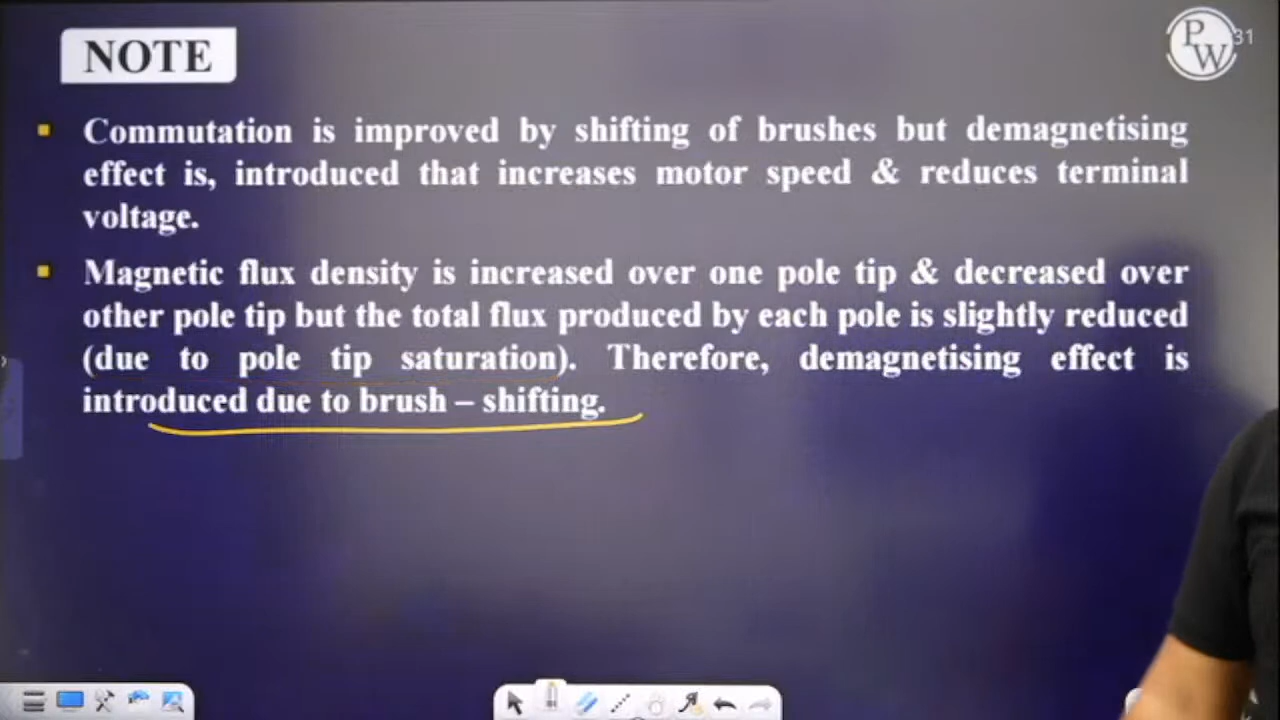 NOTE
PW
31
Commutation is improved by shifting of brushes but demagnetising
effect is, introduced that increases motor speed & reduces terminal
voltage.
Magnetic flux density is increased over one pole tip & decreased over
other pole tip but the total flux produced by each pole is slightly reduced
(due to pole tip saturation). Therefore, demagnetising effect is
introduced due to brush – shifting.